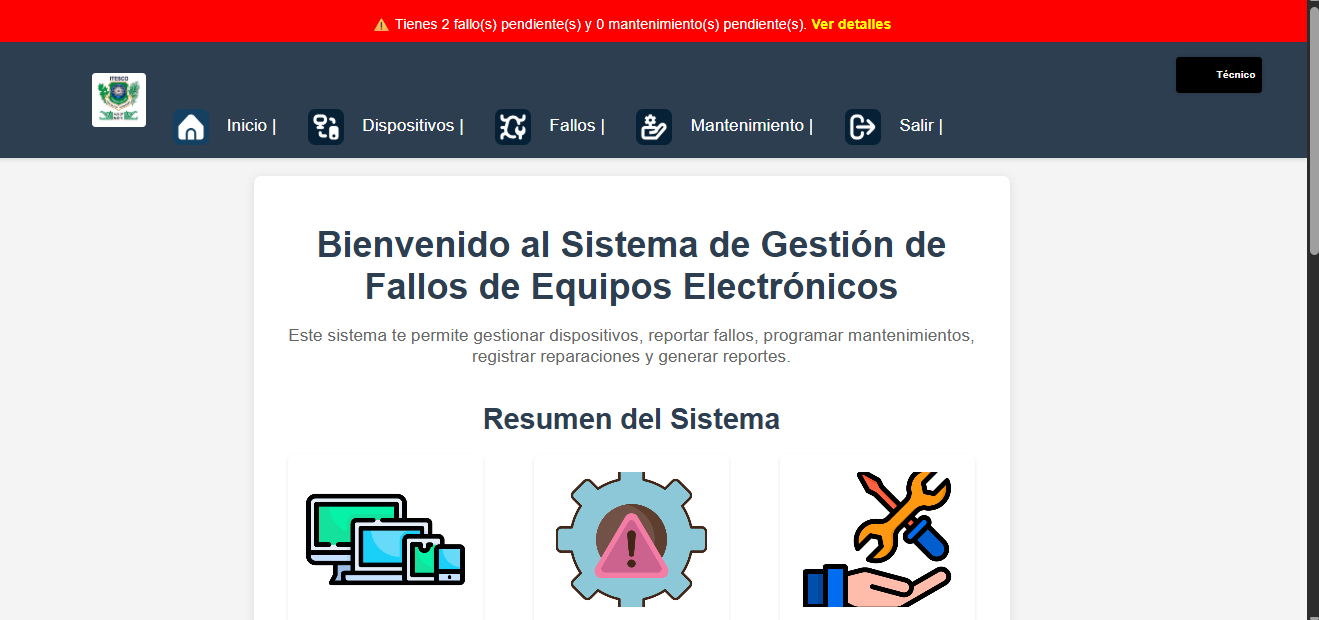 ⚠ Tienes 2 fallo(s) pendiente(s) y 0 mantenimiento(s) pendiente(s). Ver detalles
Técnico
ITESCO
Inicio | Dispositivos | Fallos | Mantenimiento | Salir |
Bienvenido al Sistema de Gestión de
Fallos de Equipos Electrónicos
Este sistema te permite gestionar dispositivos, reportar fallos, programar mantenimientos,
registrar reparaciones y generar reportes.
Resumen del Sistema